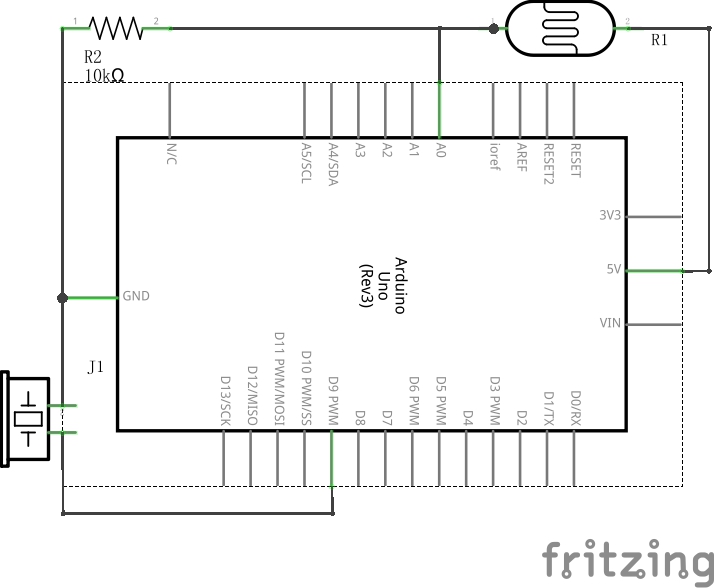 1
2
R2
10kΩ
2
R1
N/C
A5/SCL
A4/SDA
A3
A2
A1
A0
ioref
AREF
RESET2
RESET
3V3
5V
VIN
Arduino
Uno
(Rev3)
GND
J1
D13/SCK
D12/MISO
D11 PWM/MOSI
D10 PWM/SS
D9 PWM
D8
D7
D6 PWM
D5 PWM
D4
D3 PWM
D2
D1/TX
D0/RX
fritzing